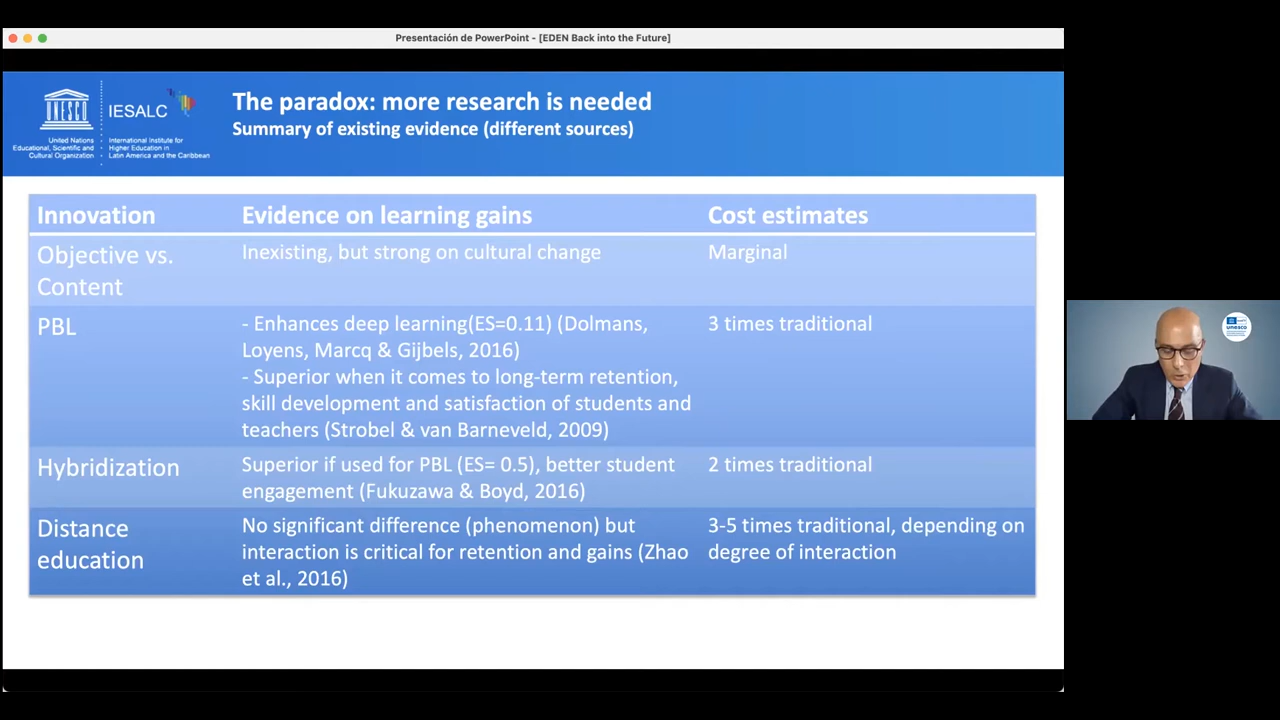 Presentación de PowerPoint - [EDEN Back into the Future]
UNESCO
United Nations
Educational, Scientific and
Cultural Organization
IESALC
International Institute for
Higher Education in
Latin America and the Caribbean
The paradox: more research is needed
Summary of existing evidence (different sources)
Innovation
Evidence on learning gains
Cost estimates
Objective vs.
Content
Inexisting, but strong on cultural change
Marginal
PBL
- Enhances deep learning(ES=0.11) (Dolmans,
Loyens, Marcq & Gijbels, 2016)
- Superior when it comes to long-term retention,
skill development and satisfaction of students and
teachers (Strobel & van Barneveld, 2009)
3 times traditional
Hybridization
Superior if used for PBL (ES= 0.5), better student
engagement (Fukuzawa & Boyd, 2016)
2 times traditional
Distance
education
No significant difference (phenomenon) but
interaction is critical for retention and gains (Zhao
et al., 2016)
3-5 times traditional, depending on
degree of interaction
unesco